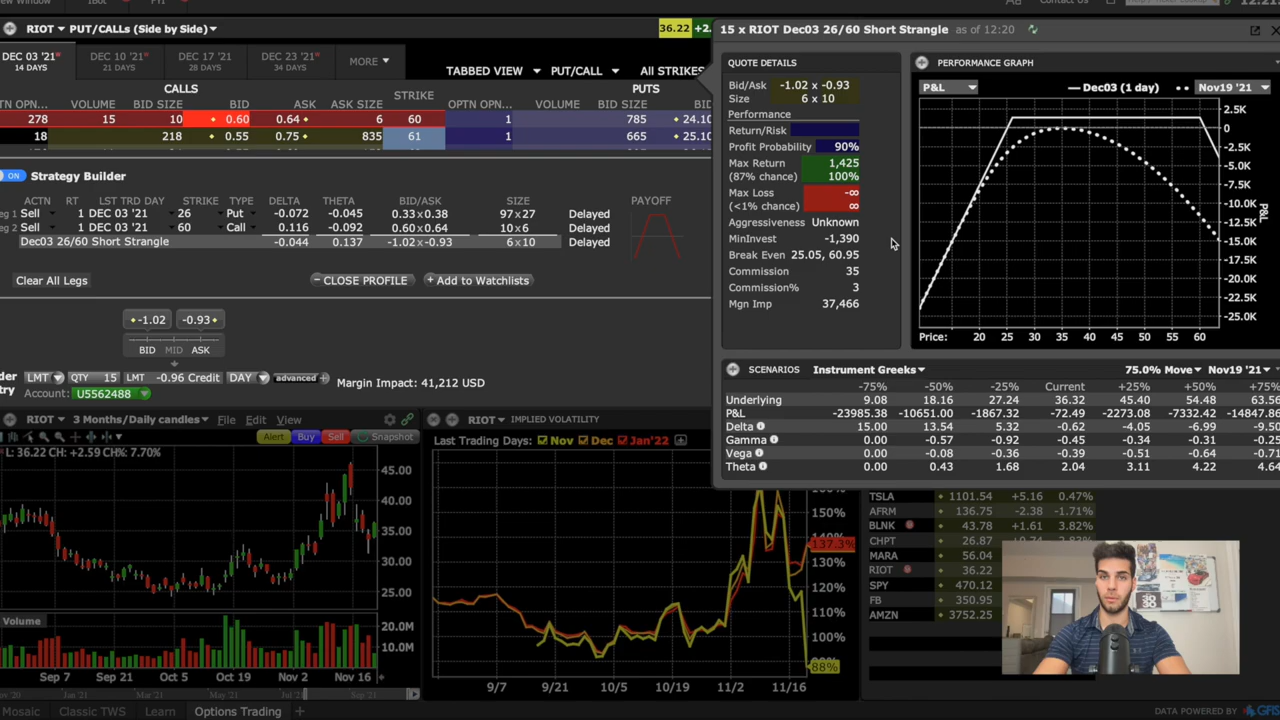 RIOT PUT/CALLs (Side by Side)
36.22 +2.
DEC 03 '21 DEC 10 '21 DEC 17 '21 DEC 23 '21 MORE
14 DAYS 21 DAYS 28 DAYS 34 DAYS
TABBED VIEW PUT/CALL All STRIKES
CALLS PUTS
VOLUME BID SIZE BID ASK ASK SIZE STRIKE OPTN OPN... VOLUME BID SIZE BID
278 15 10 0.60 0.64 6 60 1 785 24.10
18 218 0.55 0.75 835 61 1 665 25.10
ON Strategy Builder
ACTN RT LST TRD DAY STRIKE TYPE DELTA THETA BID/ASK SIZE PAYOFF
Sell 1 DEC 03 '21 26 Put -0.072 -0.045 0.33x0.38 97x27 Delayed
Sell 1 DEC 03 '21 60 Call 0.116 -0.092 0.60x0.64 10x6 Delayed
Dec03 26/60 Short Strangle -0.044 0.137 -1.02x-0.93 6x10 Delayed
Clear All Legs CLOSE PROFILE + Add to Watchlists
-1.02 -0.93
BID MID ASK
LMT QTY 15 LMT -0.96 Credit DAY advanced Margin Impact: 41,212 USD
Account: U5562488
15 x RIOT Dec03 26/60 Short Strangle as of 12:20
QUOTE DETAILS
Bid/Ask -1.02 x -0.93
Size 6 x 10
Performance
Return/Risk
Profit Probability 90%
Max Return 1,425
(87% chance) 100%
Max Loss -∞
(<1% chance) ∞
Aggressiveness Unknown
MinInvest -1,390
Break Even 25.05, 60.95
Commission 35
Commission% 3
Mgn Imp 37,466
PERFORMANCE GRAPH
P&L Dec03 (1 day) Nov19 '21
2.5K
0
-2.5K
-5.0K
-7.5K
-10.0K
-12.5K
P&L
-15.0K
-17.5K
-20.0K
-22.5K
-25.0K
Price: 20 25 30 35 40 45 50 55 60
SCENARIOS Instrument Greeks 75.0% Move Nov19 '21
-75% -50% -25% Current +25% +50% +75%
Underlying 9.08 18.16 27.24 36.32 45.40 54.48 63.56
P&L -23985.38 -10651.00 -1867.32 -72.49 -2273.08 -7332.42 -14847.86
Delta 15.00 13.54 5.32 -0.62 -4.05 -6.99 -9.50
Gamma 0.00 -0.57 -0.92 -0.45 -0.34 -0.31 -0.25
Vega 0.00 -0.08 -0.36 -0.39 -0.51 -0.64 -0.71
Theta 0.00 0.43 1.68 2.04 3.11 4.22 4.64
RIOT 3 Months/Daily candles File Edit View
Alert Buy Sell Snapshot
L: 36.22 CH: +2.59 CH%: 7.70%
45.00
40.00
35.00
30.00
25.00
Volume
20.0M
15.0M
10.0M
5.0M
Sep 7 Sep 21 Oct 5 Oct 19 Nov 2 Nov 16
Mar'21
RIOT IMPLIED VOLATILITY
Last Trading Days: Nov Dec Jan'22
150%
137.3%
130%
120%
110%
100%
88%
9/7 9/21 10/5 10/19 11/2 11/16
TSLA 1101.54 +5.16 0.47%
AFRM 136.75 -2.38 -1.71%
BLNK 43.78 +1.61 3.82%
CHPT 26.87
MARA 56.04
RIOT 36.22
SPY 470.12
FB 350.95
AMZN 3752.25
Mosaic Classic TWS Learn Options Trading +
DATA POWERED BY GFIS